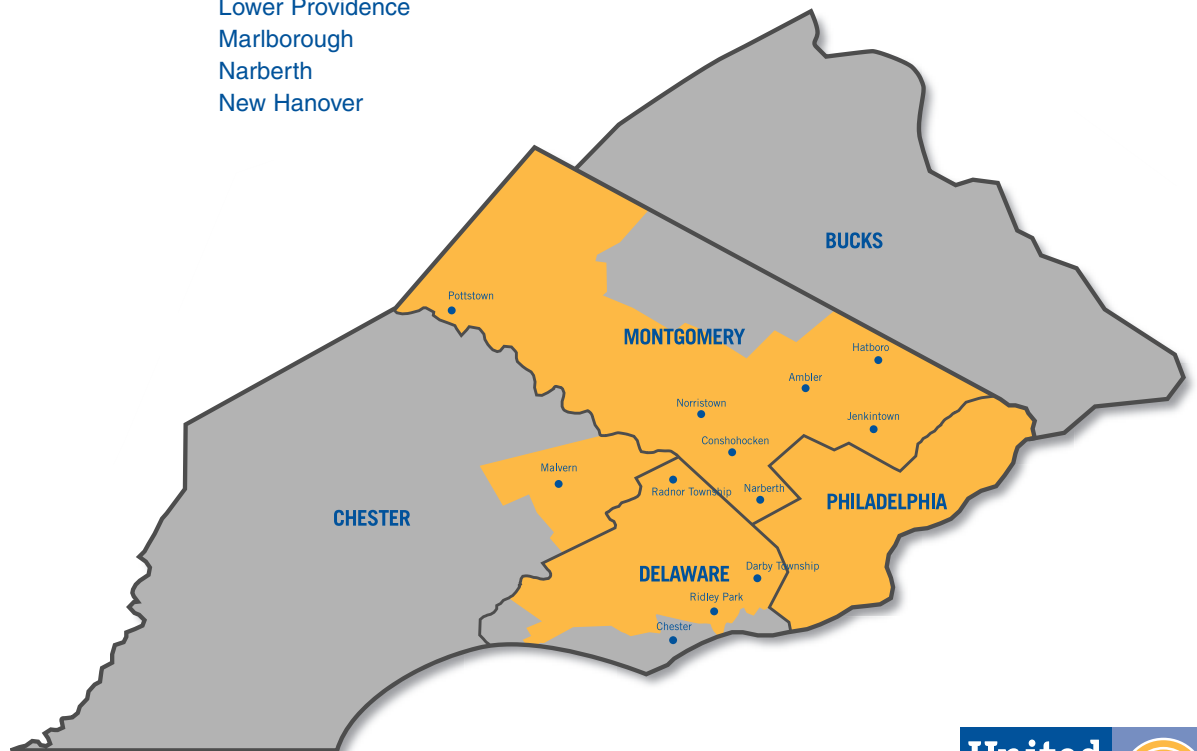 Lower Providence
Marlborough
Narberth
New Hanover
BUCKS
Pottstown
MONTGOMERY
Hatboro
Ambler
Norristown
Jenkintown
Conshohocken
Malvern
Radnor Township
Narberth
PHILADELPHIA
CHESTER
DELAWARE
Darby Township
Ridley Park
Chester
United